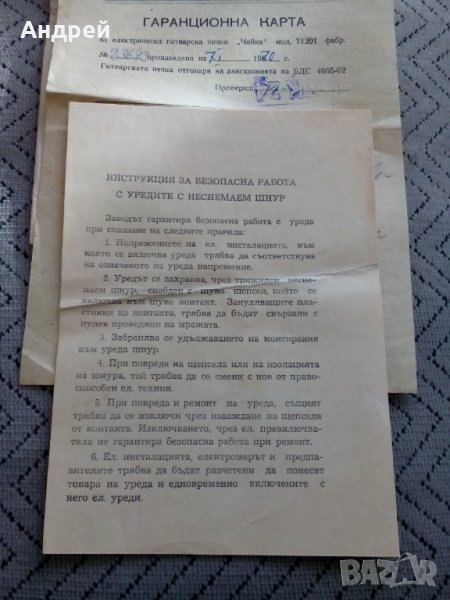 Андрей
ГАРАНЦИОННА КАРТА
за електрическа готварска печка „Чайка" мод. 71201 фабр.
№ произведена на 1970 г.
Готварската печка отговаря на изискванията на БДС 4695-62
Проверил:
ИНСТРУКЦИЯ ЗА БЕЗОПАСНА РАБОТА
С УРЕДИТЕ С НЕСНЕМАЕМ ШНУР
Заводът гарантира безопасна работа с уреда
при спазване на следните правила:
1. Напрежението на ел. инсталацията, към
която се включва уреда трябва да съответствува
на означеното на уреда напрежение.
2. Уредът се захранва, чрез трижилен несне-
маем шнур, снабден с шуко щепсел, който се
включва към шуко контакт. Зануляващите пла-
стинки на контакта, трябва да бъдат свързани с
нулев проводник на мрежата.
3. Забранява се удължаването на монтирания
към уреда шнур.
4. При повреда на щепсела или на изолацията
на шнура, той трябва да се смени с нов от право-
способен ел. техник.
5. При повреда и ремонт на уреда, същият
трябва да се изключи чрез изваждане на щепсела
от контакта. Изключването, чрез ел. превключва-
тела не гарантира безопасна работа при ремонт.
6. Ел. инсталацията, електромерът и предпа-
зителите трябва да бъдат разчетени да понесат
товара на уреда и едновременно включените с
него ел. уреди.
BAZAR